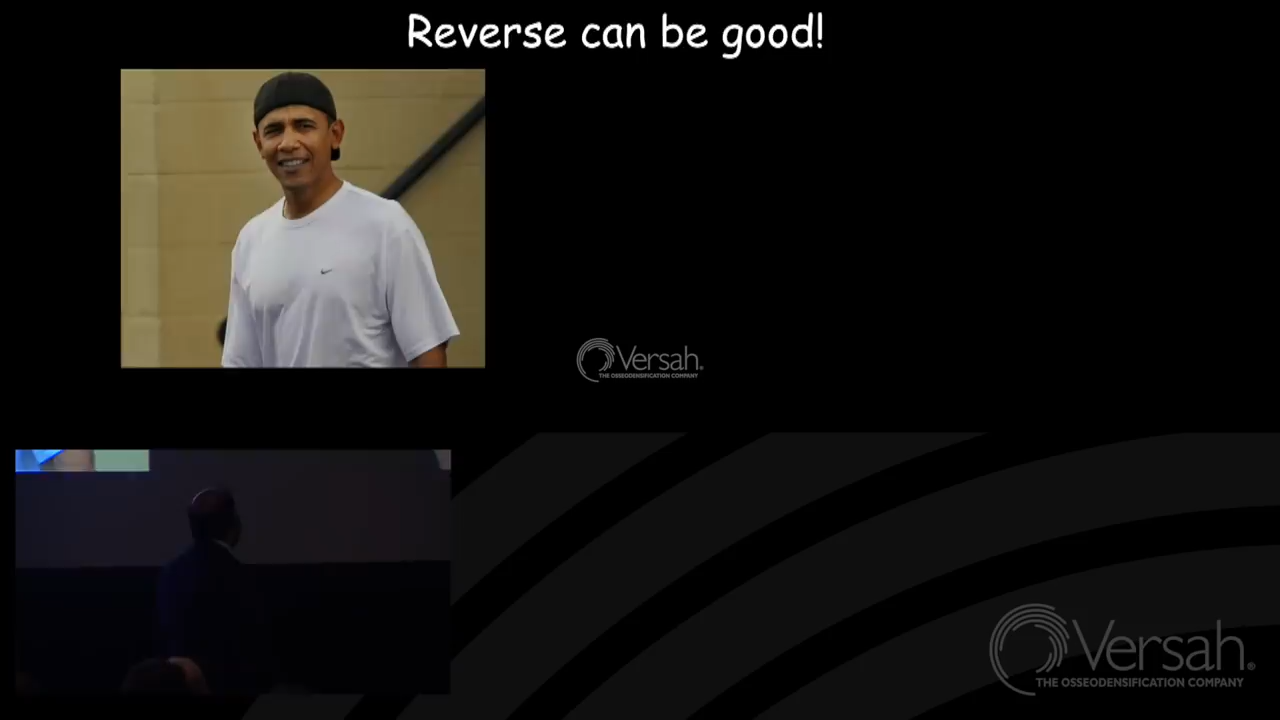 Reverse can be good!
Versah®
THE OSSEODENSIFICATION COMPANY
Versah®
THE OSSEODENSIFICATION COMPANY